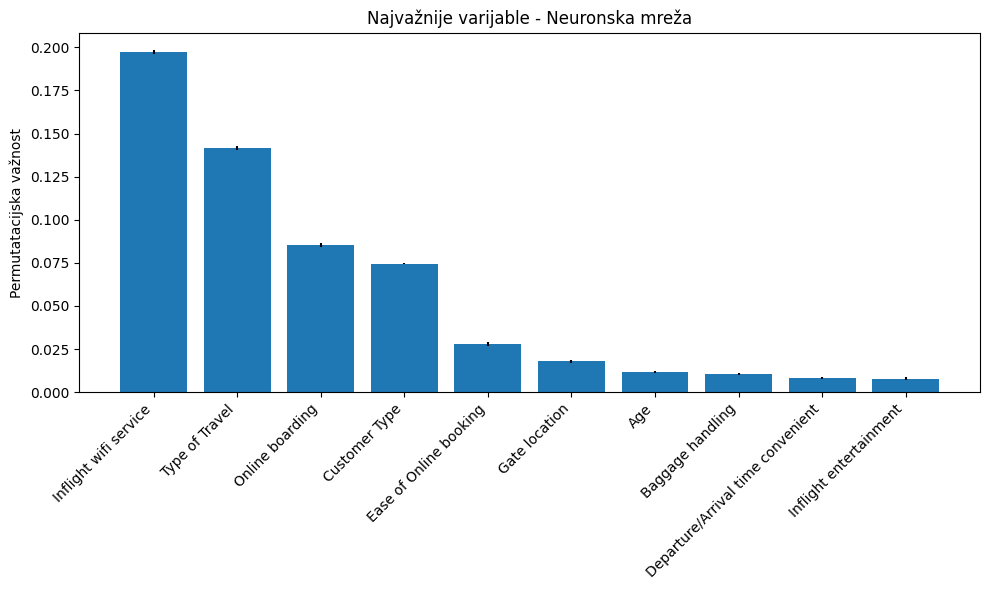 Najvažnije varijable - Neuronska mreža
Permutatacijska važnost
0.200
0.175
0.150
0.125
0.100
0.075
0.050
0.025
0.000
Inflight wifi service
Type of Travel
Online boarding
Customer Type
Ease of Online booking
Gate location
Age
Baggage handling
Departure/Arrival time convenient
Inflight entertainment